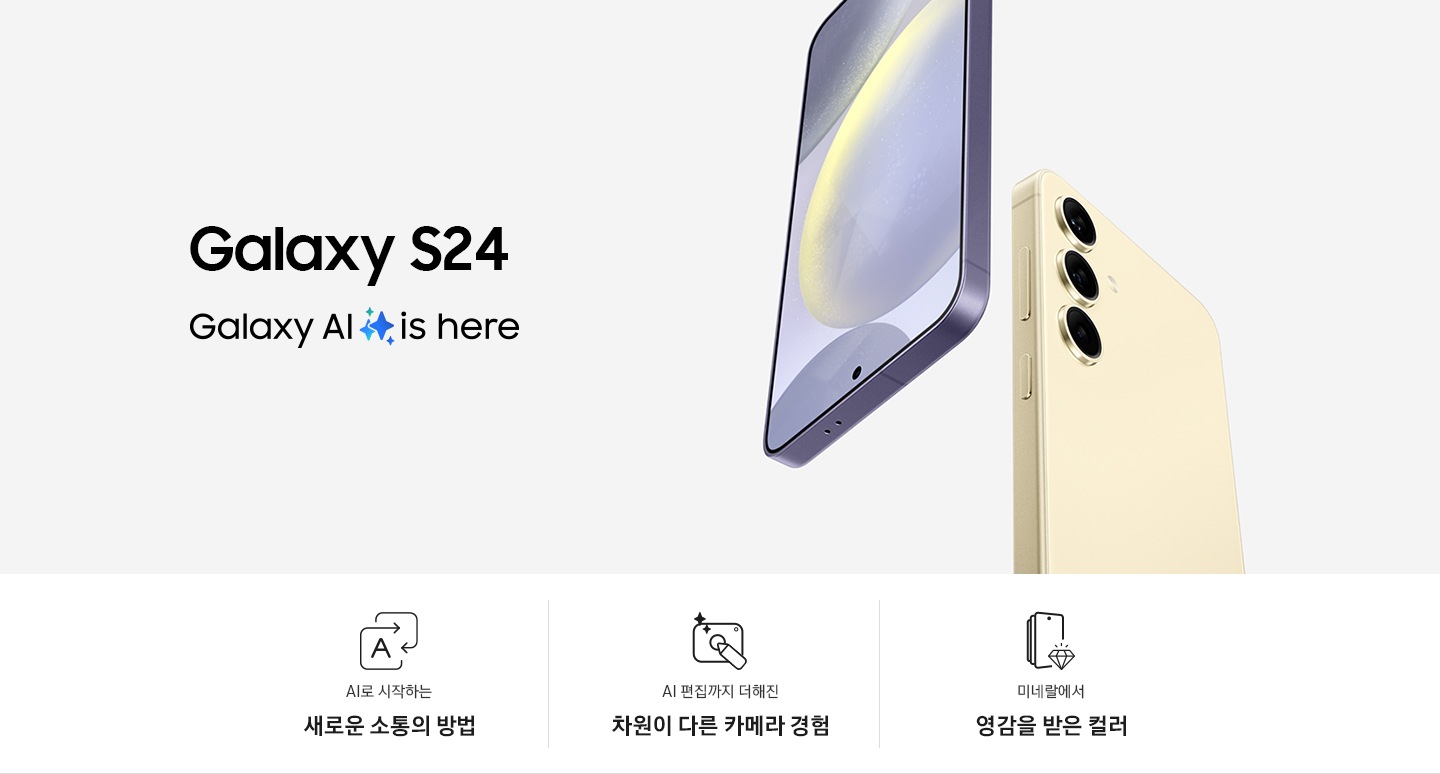 Galaxy S24
Galaxy AI is here
A
AI로 시작하는
새로운 소통의 방법
AI 편집까지 더해진
차원이 다른 카메라 경험
미네랄에서
영감을 받은 컬러